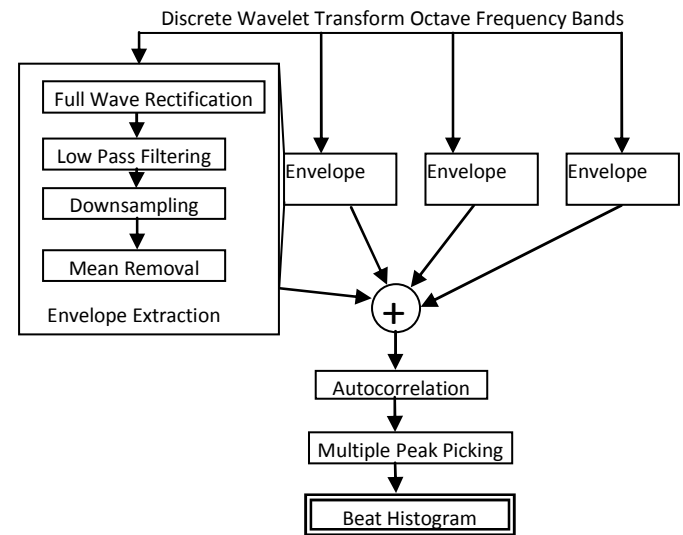 Discrete Wavelet Transform Octave Frequency Bands
Full Wave Rectification
Low Pass Filtering
Downsampling
Mean Removal
Envelope Extraction
Envelope
Envelope
Envelope
+
Autocorrelation
Multiple Peak Picking
Beat Histogram